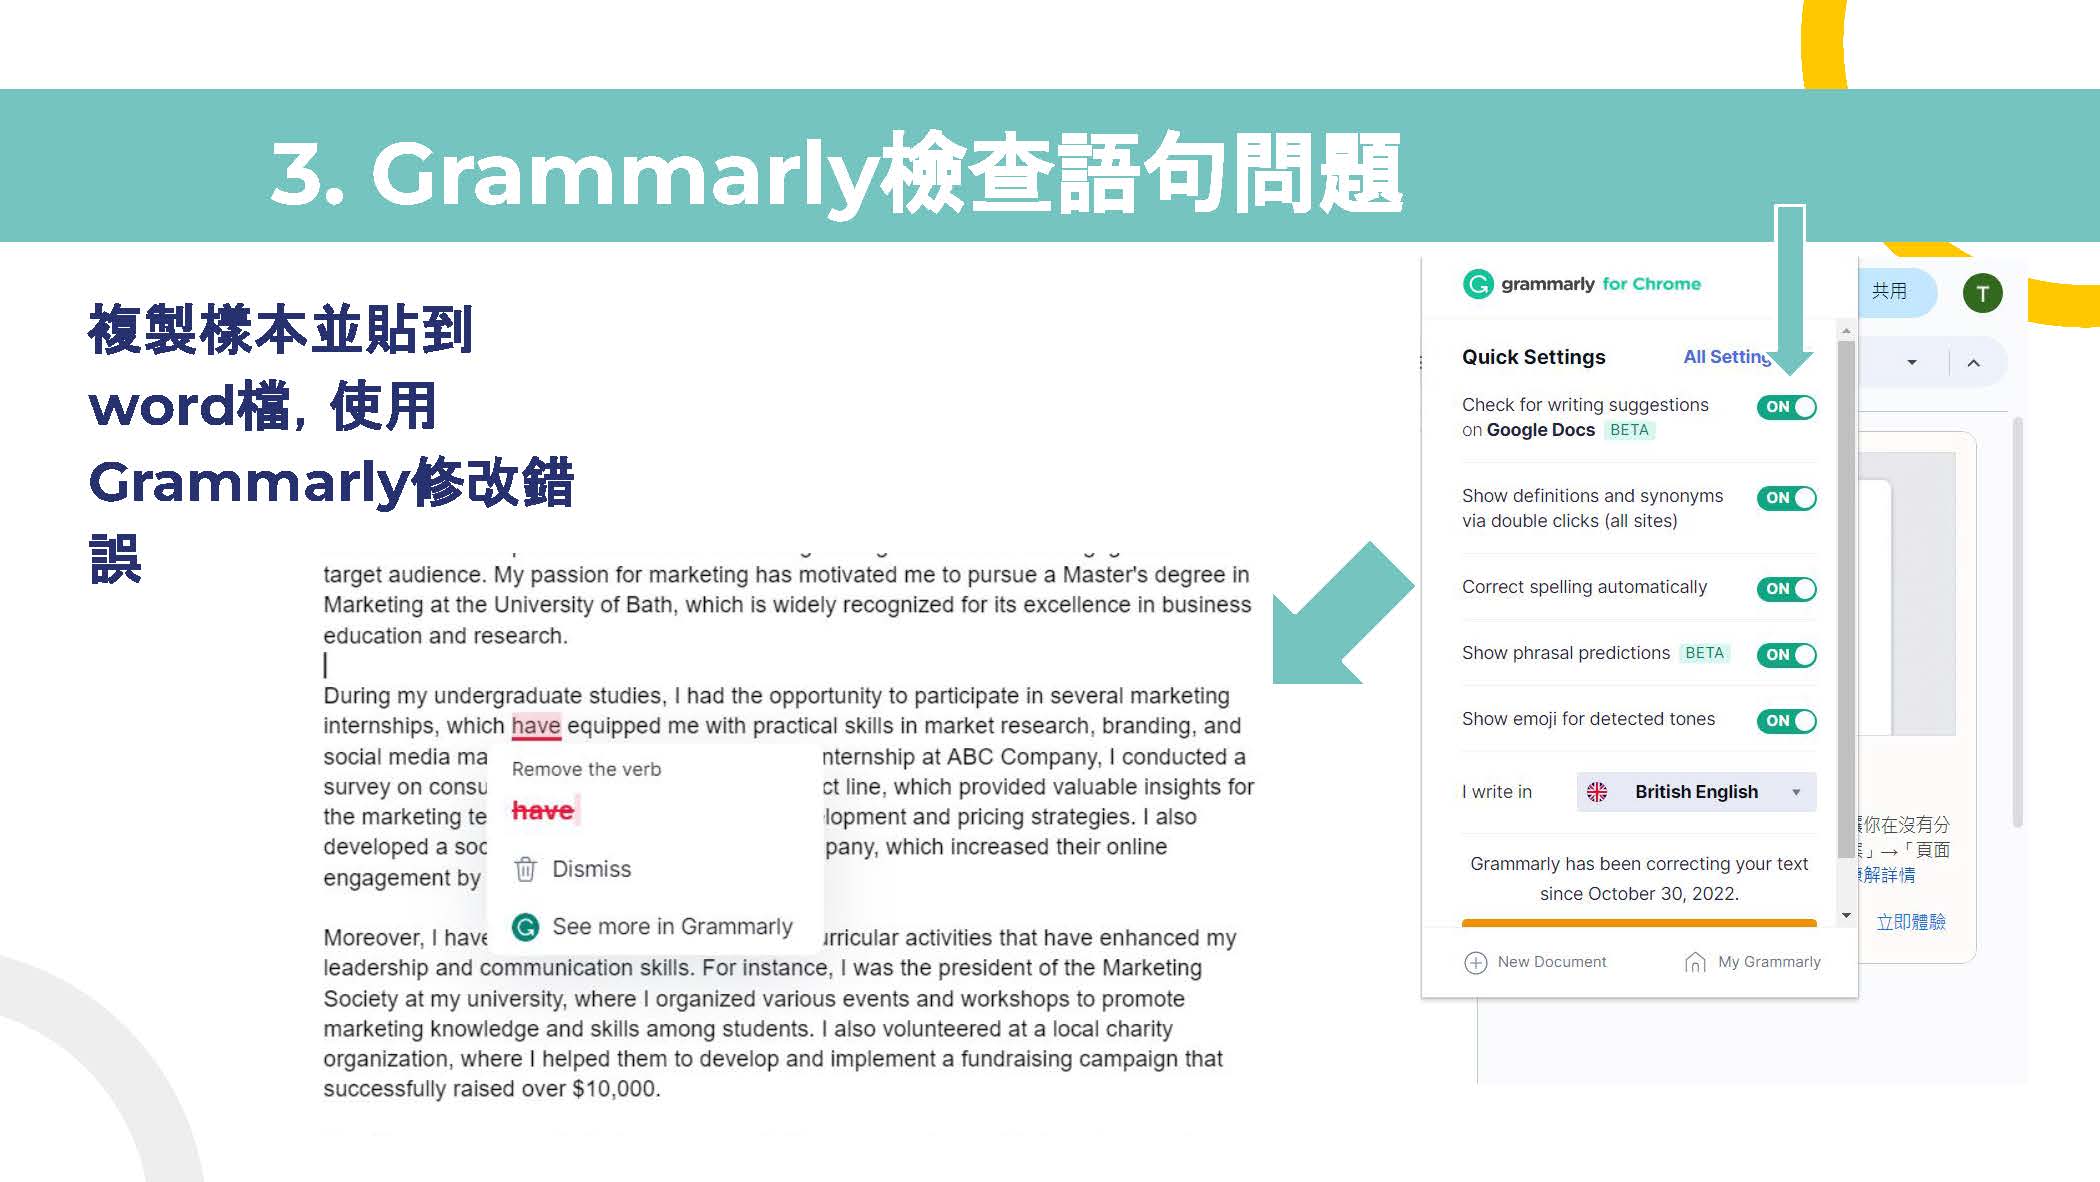 3. Grammarly檢查語句問題
複製樣本並貼到
word檔, 使用
Grammarly修改錯
誤
target audience. My passion for marketing has motivated me to pursue a Master's degree in
Marketing at the University of Bath, which is widely recognized for its excellence in business
education and research.
During my undergraduate studies, I had the opportunity to participate in several marketing
internships, which have equipped me with practical skills in market research, branding, and
social media ma nternship at ABC Company, I conducted a
survey on consu ct line, which provided valuable insights for
the marketing te lopment and pricing strategies. I also
developed a soc pany, which increased their online
engagement by
Remove the verb
have
Dismiss
See more in Grammarly
Moreover, I have urricular activities that have enhanced my
leadership and communication skills. For instance, I was the president of the Marketing
Society at my university, where I organized various events and workshops to promote
marketing knowledge and skills among students. I also volunteered at a local charity
organization, where I helped them to develop and implement a fundraising campaign that
successfully raised over $10,000.
grammarly for Chrome
Quick Settings All Setting
Check for writing suggestions
on Google Docs BETA
ON
Show definitions and synonyms
via double clicks (all sites)
ON
Correct spelling automatically ON
Show phrasal predictions BETA ON
Show emoji for detected tones ON
I write in British English
Grammarly has been correcting your text
since October 30, 2022.
New Document My Grammarly
共用
T
你在沒有分
」→「頁面
解詳情
立即體驗